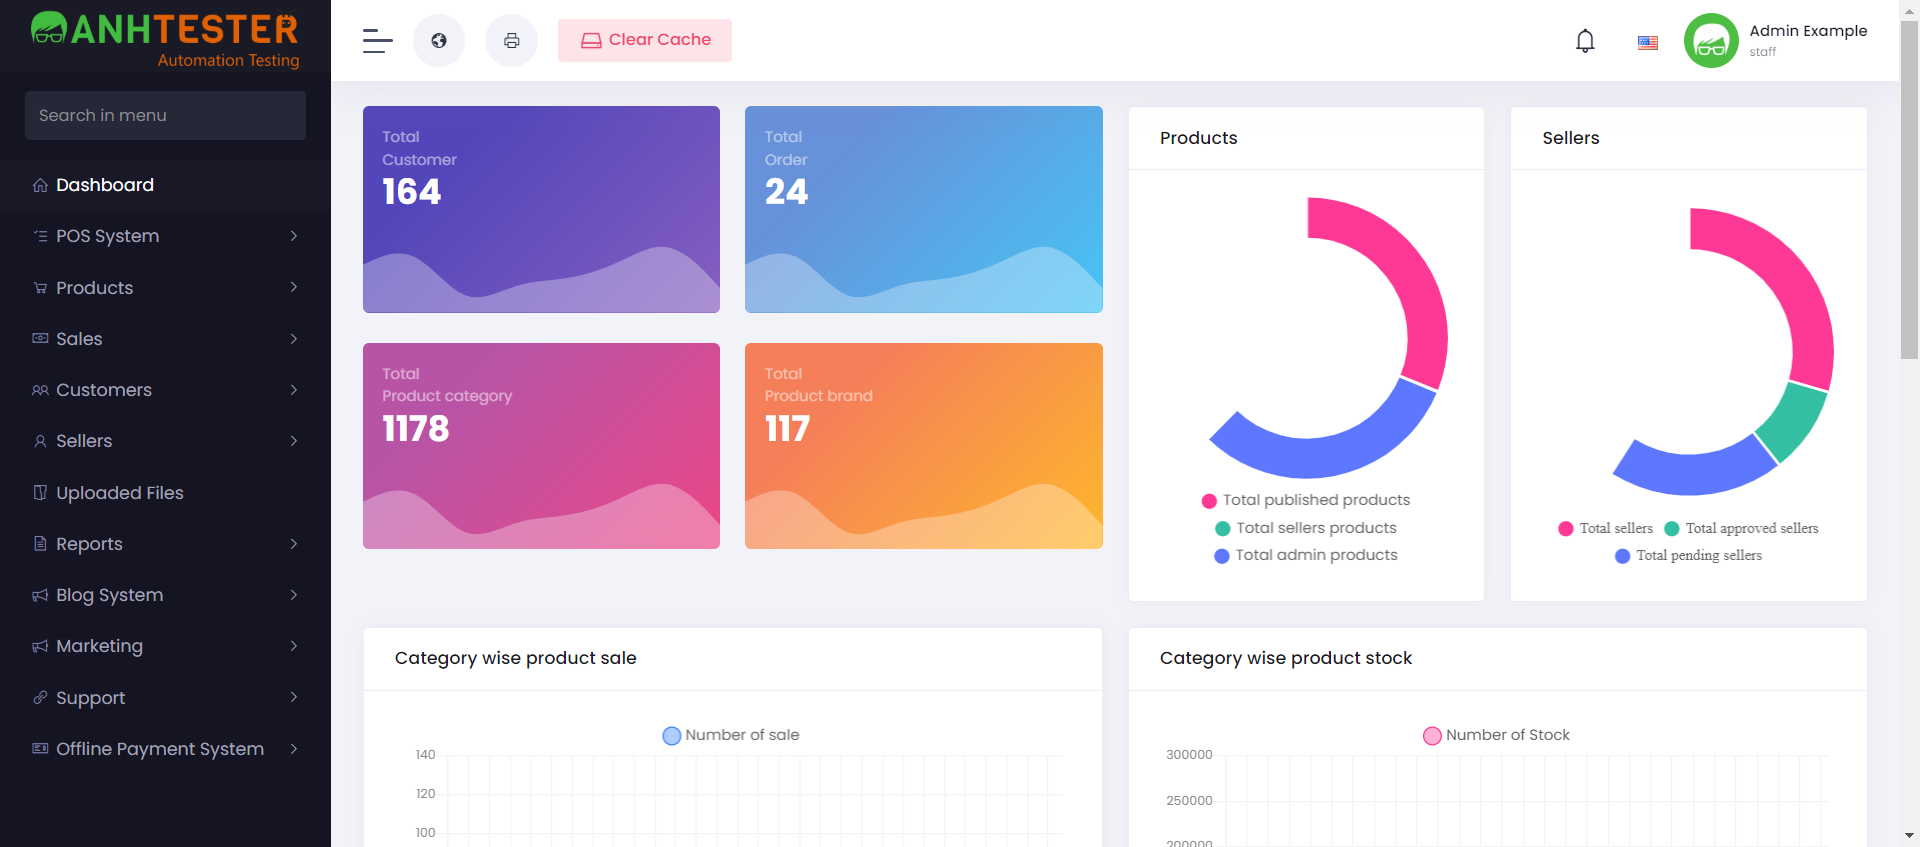 ANHTESTER
Automation Testing
Search in menu
Dashboard
POS System
Products
Sales
Customers
Sellers
Uploaded Files
Reports
Blog System
Marketing
Support
Offline Payment System
Clear Cache
Admin Example
staff
Total
Customer
164
Total
Order
24
Total
Product category
1178
Total
Product brand
117
Products
Total published products
Total sellers products
Total admin products
Sellers
Total sellers Total approved sellers
Total pending sellers
Category wise product sale
Number of sale
140
120
100
Category wise product stock
Number of Stock
300000
250000
200000